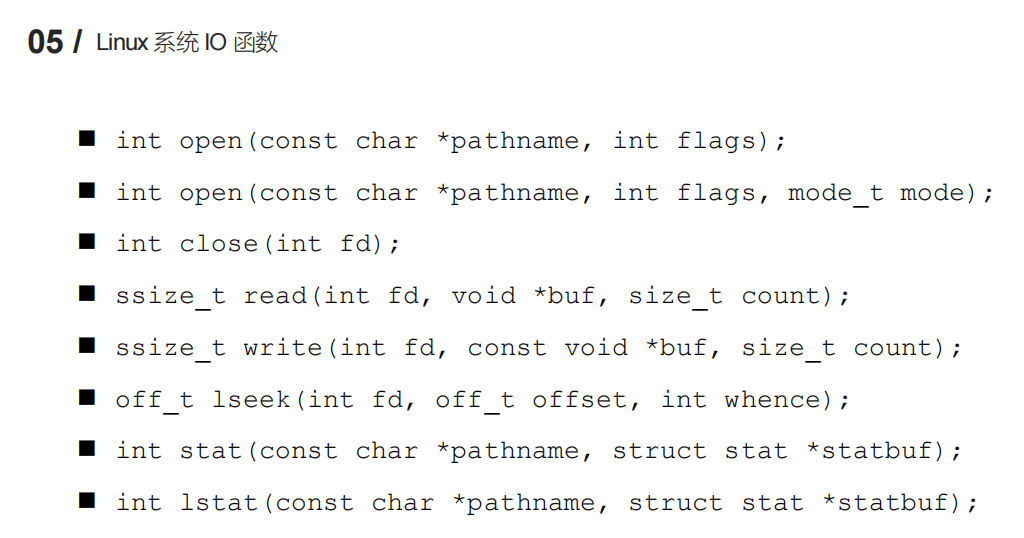 05 / Linux 系统 IO 函数
■ int open(const char *pathname, int flags);
■ int open(const char *pathname, int flags, mode_t mode);
■ int close(int fd);
■ ssize_t read(int fd, void *buf, size_t count);
■ ssize_t write(int fd, const void *buf, size_t count);
■ off_t lseek(int fd, off_t offset, int whence);
■ int stat(const char *pathname, struct stat *statbuf);
■ int lstat(const char *pathname, struct stat *statbuf);